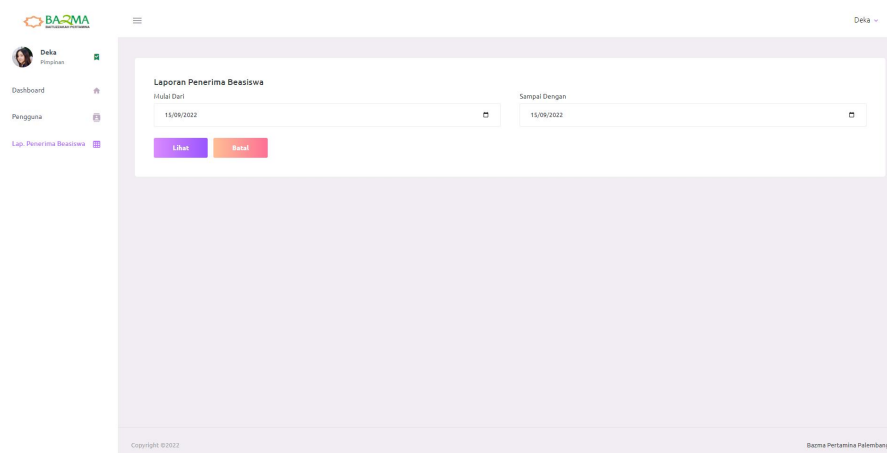 BAZMA
Deka
Deka
Pimpinan
Dashboard
Pengguna
Lap. Penerima Beasiswa
Laporan Penerima Beasiswa
Mulai Dari
Sampai Dengan
15/09/2022
15/09/2022
Lihat
Batal
Copyright ©2022
Bazma Pertamina Palembang